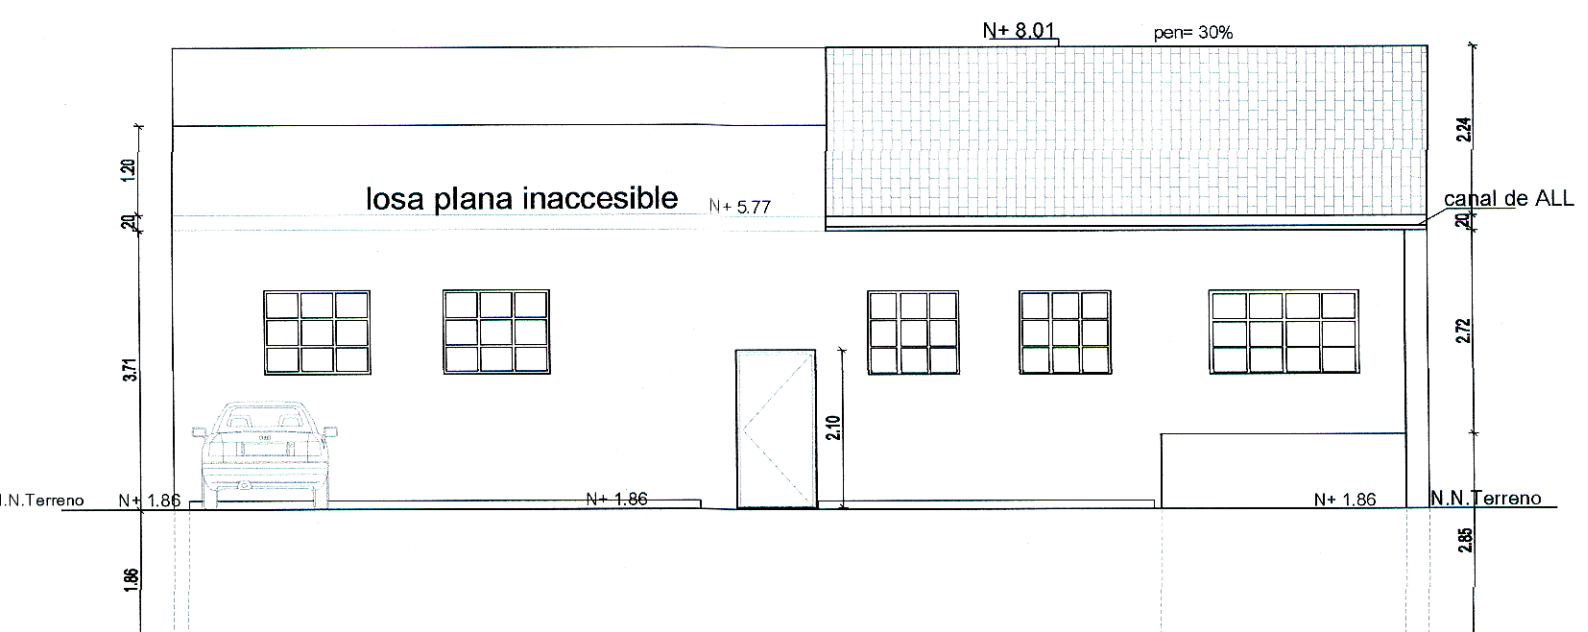 N+ 8.01
pen= 30%
2.24
1.20
losa plana inaccesible
N+ 5.77
canal de ALL
20
20
2.72
3.71
2.10
N.N.Terreno
N+ 1.86
N+ 1.86
N+ 1.86
N.N.Terreno
2.85
1.86